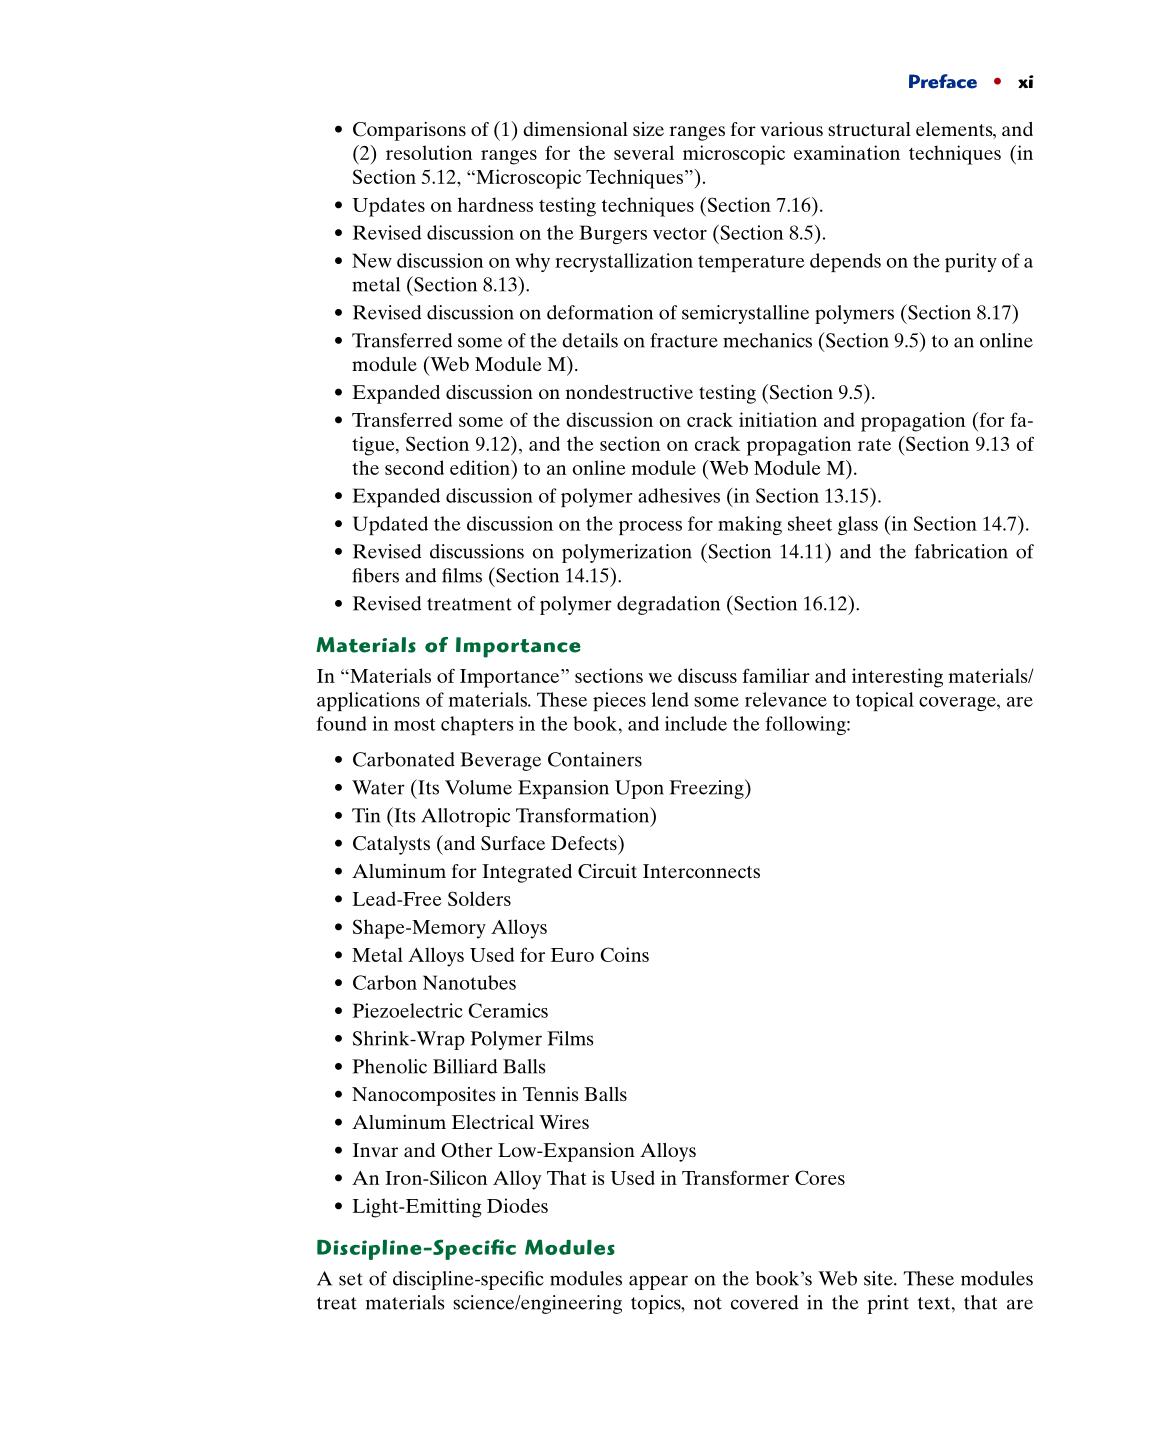 Preface • xi
• Comparisons of (1) dimensional size ranges for various structural elements, and
(2) resolution ranges for the several microscopic examination techniques (in
Section 5.12, “Microscopic Techniques”).
• Updates on hardness testing techniques (Section 7.16).
• Revised discussion on the Burgers vector (Section 8.5).
• New discussion on why recrystallization temperature depends on the purity of a
metal (Section 8.13).
• Revised discussion on deformation of semicrystalline polymers (Section 8.17)
• Transferred some of the details on fracture mechanics (Section 9.5) to an online
module (Web Module M).
• Expanded discussion on nondestructive testing (Section 9.5).
• Transferred some of the discussion on crack initiation and propagation (for fa-
tigue, Section 9.12), and the section on crack propagation rate (Section 9.13 of
the second edition) to an online module (Web Module M).
• Expanded discussion of polymer adhesives (in Section 13.15).
• Updated the discussion on the process for making sheet glass (in Section 14.7).
• Revised discussions on polymerization (Section 14.11) and the fabrication of
fibers and films (Section 14.15).
• Revised treatment of polymer degradation (Section 16.12).
Materials of Importance
In “Materials of Importance” sections we discuss familiar and interesting materials/
applications of materials. These pieces lend some relevance to topical coverage, are
found in most chapters in the book, and include the following:
• Carbonated Beverage Containers
• Water (Its Volume Expansion Upon Freezing)
• Tin (Its Allotropic Transformation)
• Catalysts (and Surface Defects)
• Aluminum for Integrated Circuit Interconnects
• Lead-Free Solders
• Shape-Memory Alloys
• Metal Alloys Used for Euro Coins
• Carbon Nanotubes
• Piezoelectric Ceramics
• Shrink-Wrap Polymer Films
• Phenolic Billiard Balls
• Nanocomposites in Tennis Balls
• Aluminum Electrical Wires
• Invar and Other Low-Expansion Alloys
• An Iron-Silicon Alloy That is Used in Transformer Cores
• Light-Emitting Diodes
Discipline-Specific Modules
A set of discipline-specific modules appear on the book’s Web site. These modules
treat materials science/engineering topics, not covered in the print text, that are